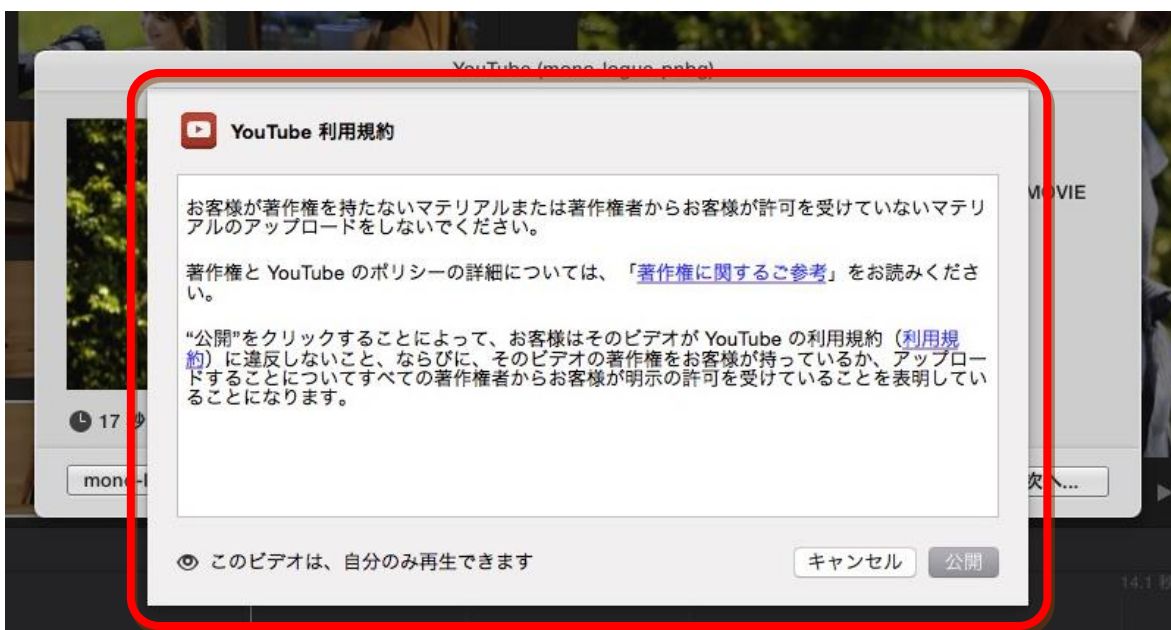 YouTube (mono-logue-pnbg)
YouTube 利用規約
MOVIE
お客様が著作権を持たないマテリアルまたは著作権者からお客様が許可を受けていないマテリ
アルのアップロードをしないでください。
著作権と YouTube のポリシーの詳細については、「著作権に関するご参考」をお読みくださ
い。
“公開”をクリックすることによって、お客様はそのビデオが YouTube の利用規約（利用規
約）に違反しないこと、ならびに、そのビデオの著作権をお客様が持っているか、アップロー
ドすることについてすべての著作権者からお客様が明示の許可を受けていることを表明してい
ることになります。
17 秒
次へ...
このビデオは、自分のみ再生できます
キャンセル
公開
14.1 秒